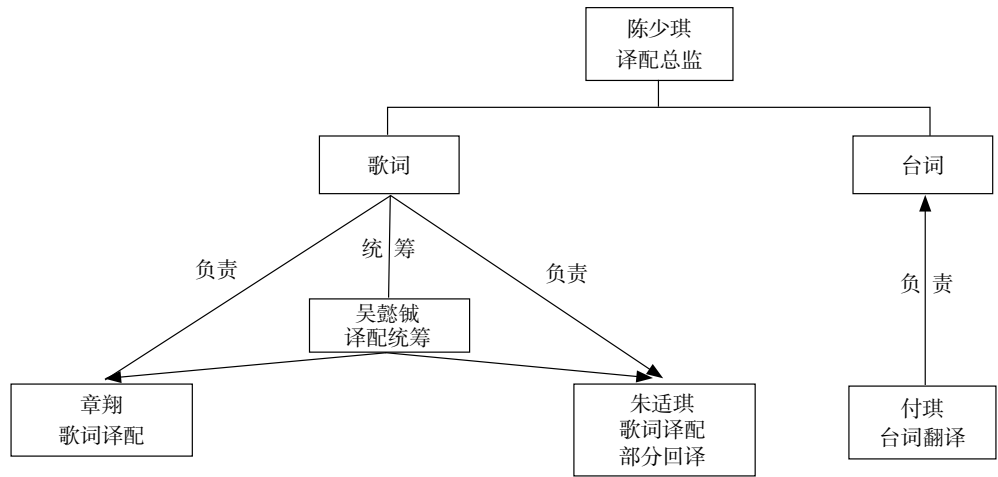 陈少琪
译配总监
歌词
台词
统筹
负责
负责
负责
吴懿铖
译配统筹
章翔
歌词译配
朱适琪
歌词译配
部分回译
付琪
台词翻译